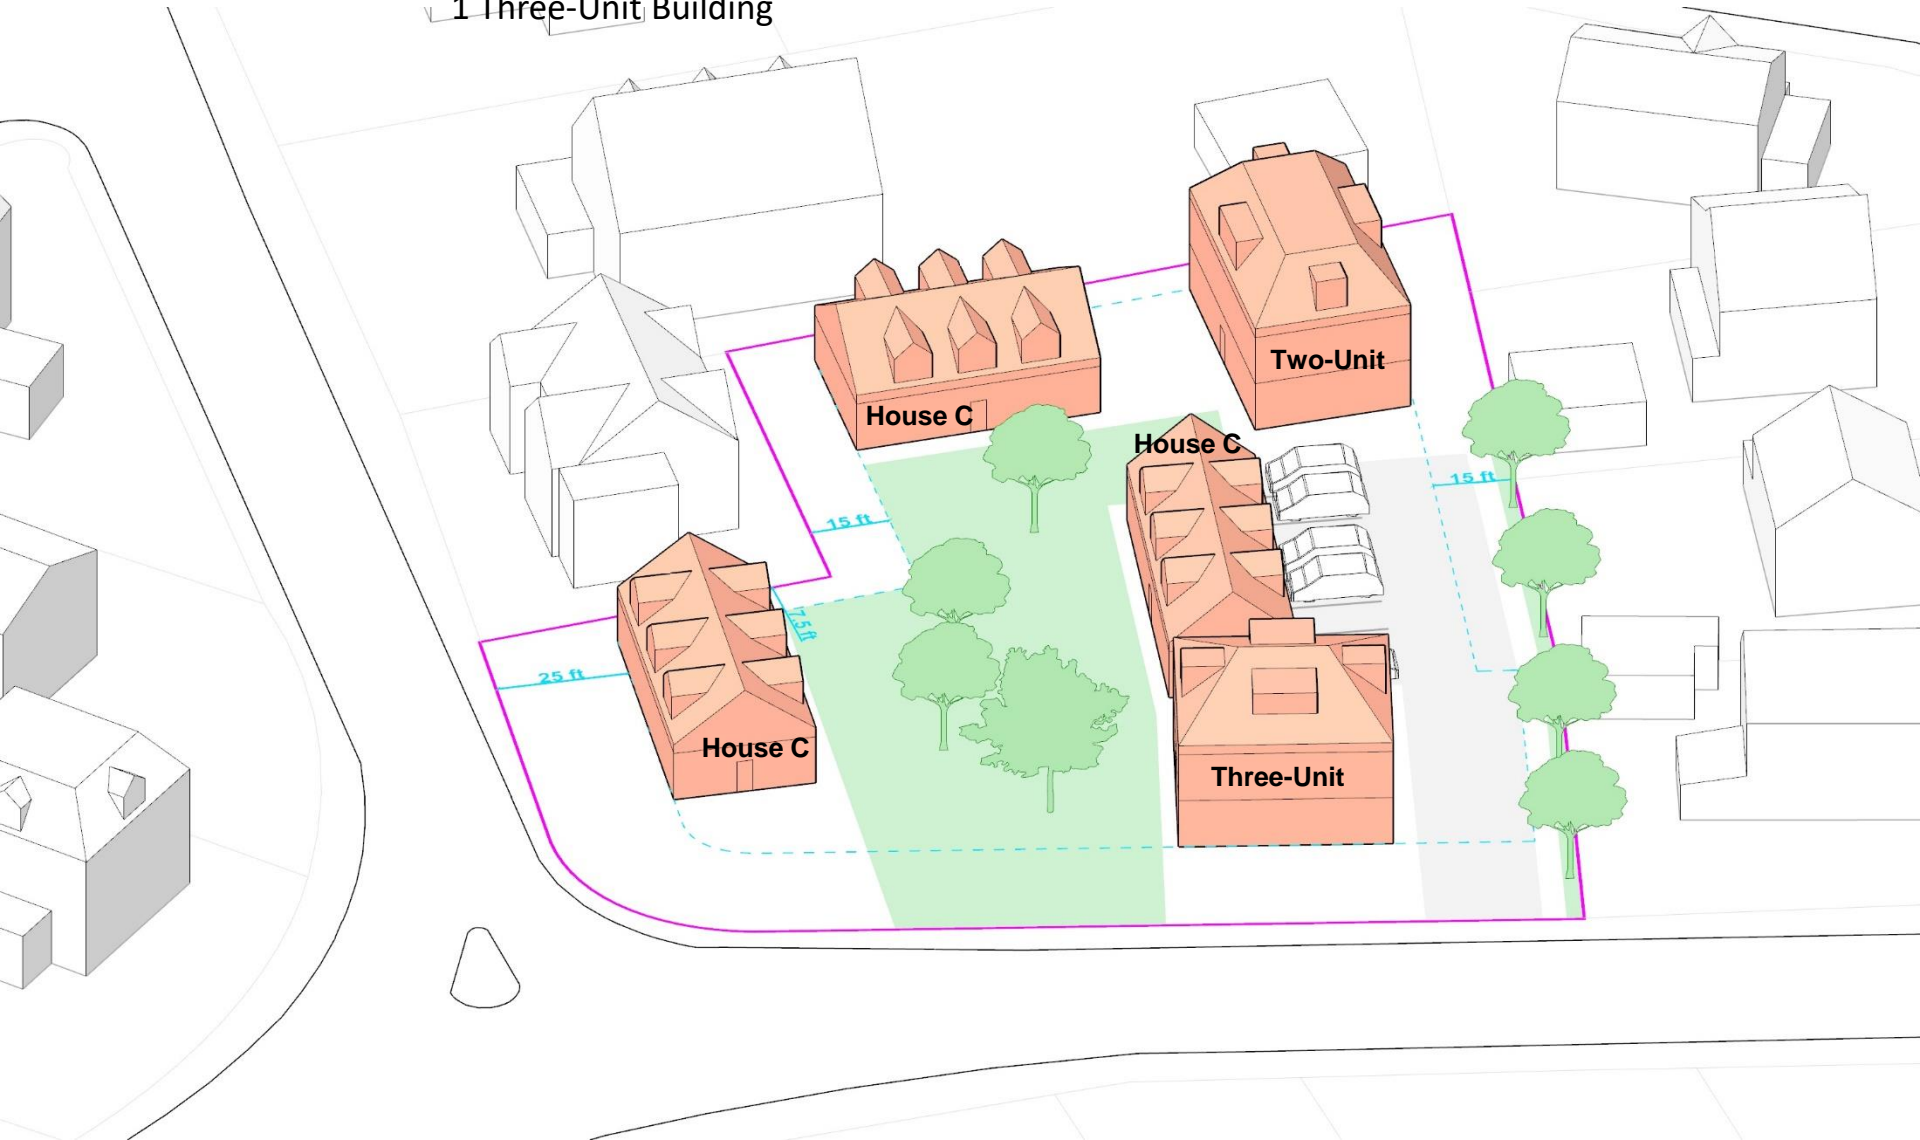 1 Three-Unit Building
Two-Unit
House C
House C
15 ft
15 ft
7.5 ft
25 ft
House C
Three-Unit